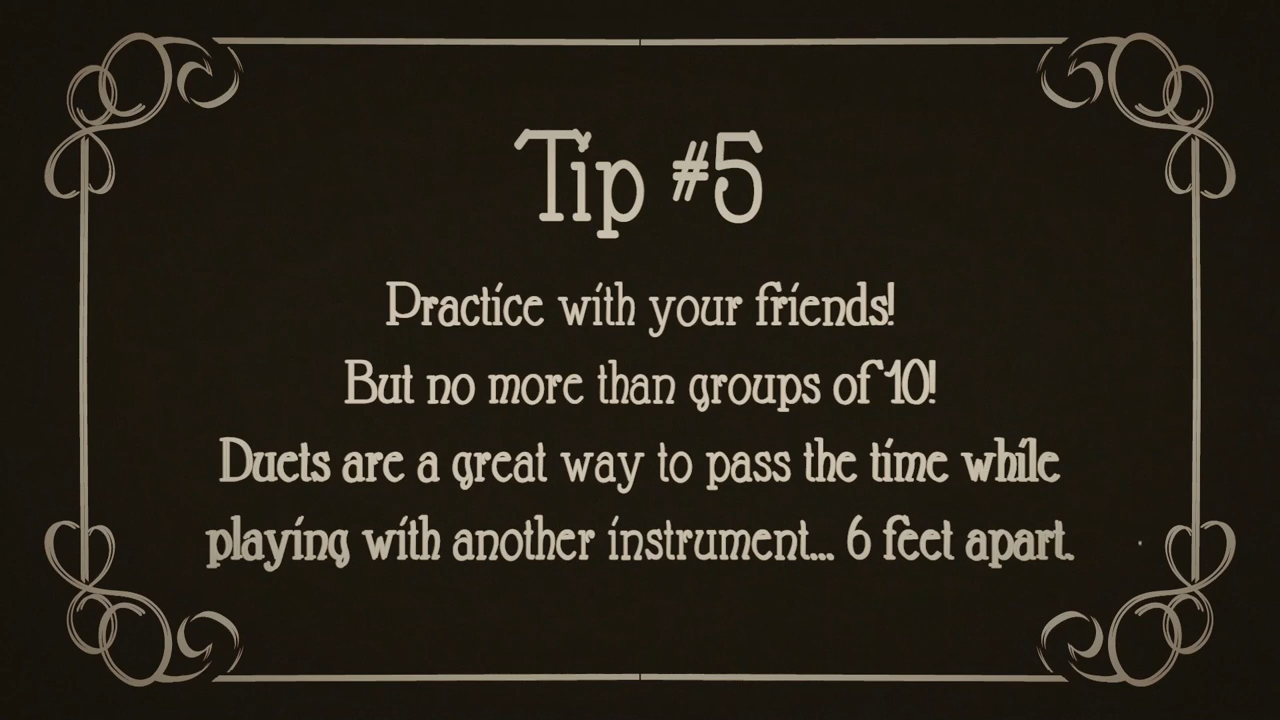 Tip #5
Practice with your friends!
But no more than groups of 10!
Duets are a great way to pass the time while
playing with another instrument... 6 feet apart.